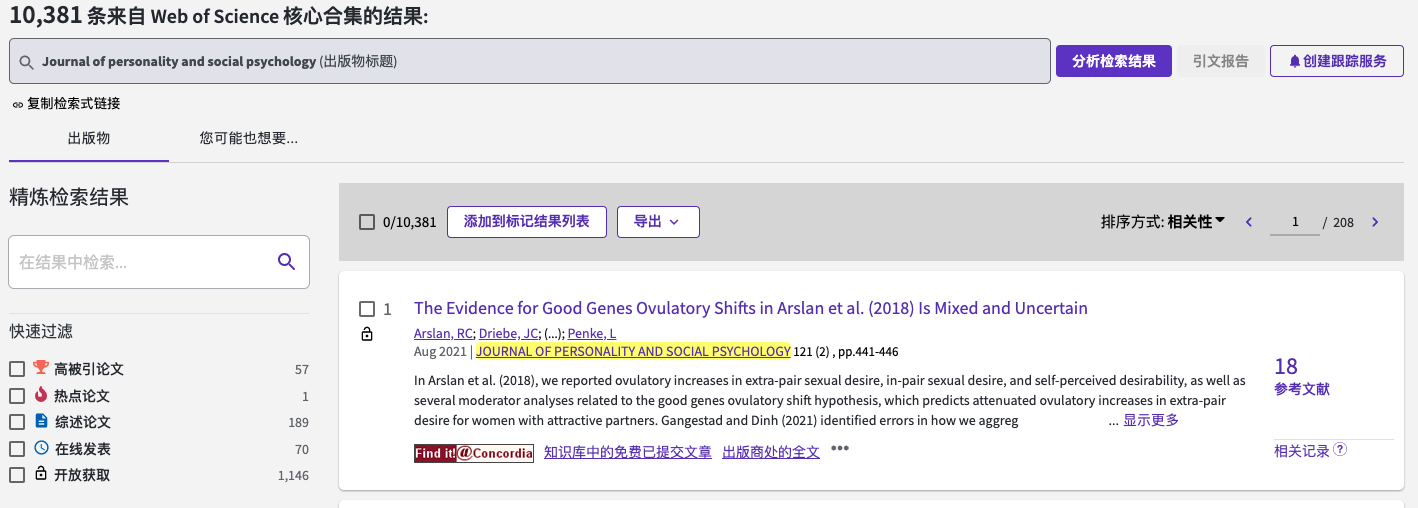 10,381 条来自 Web of Science 核心合集的结果:
Journal of personality and social psychology (出版物标题)
分析检索结果
引文报告
创建跟踪服务
复制检索式链接
出版物
您可能也想要...
精炼检索结果
在结果中检索...
快速过滤
高被引论文 57
热点论文 1
综述论文 189
在线发表 70
开放获取 1,146
0/10,381
添加到标记结果列表
导出
排序方式: 相关性
1 / 208
1
The Evidence for Good Genes Ovulatory Shifts in Arslan et al. (2018) Is Mixed and Uncertain
Arslan, RC; Driebe, JC; (...); Penke, L
Aug 2021 | JOURNAL OF PERSONALITY AND SOCIAL PSYCHOLOGY 121 (2) , pp.441-446
In Arslan et al. (2018), we reported ovulatory increases in extra-pair sexual desire, in-pair sexual desire, and self-perceived desirability, as well as
several moderator analyses related to the good genes ovulatory shift hypothesis, which predicts attenuated ovulatory increases in extra-pair
desire for women with attractive partners. Gangestad and Dinh (2021) identified errors in how we aggreg ... 显示更多
Find it!@Concordia 知识库中的免费已提交文章 出版商处的全文 •••
18
参考文献
相关记录 ?